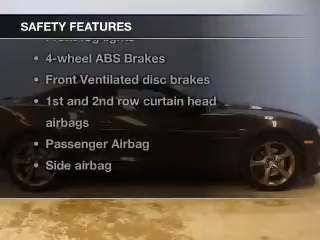 SAFETY FEATURES
• 4-wheel ABS Brakes
• Front Ventilated disc brakes
• 1st and 2nd row curtain head
airbags
• Passenger Airbag
• Side airbag